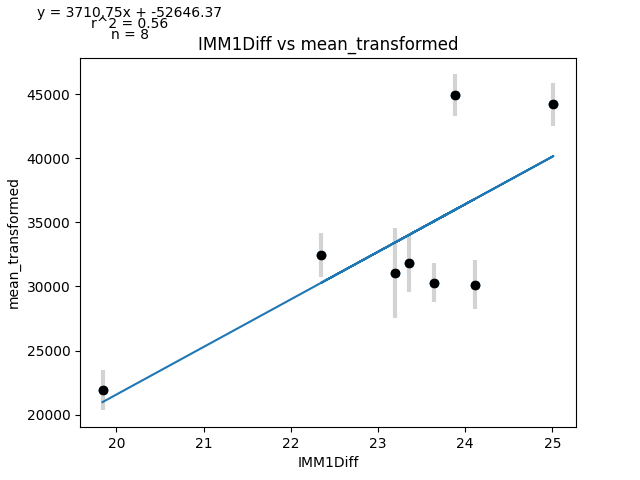 y = 3710.75x + -52646.37
r^2 = 0.56
n = 8
IMM1Diff vs mean_transformed
mean_transformed
45000
40000
35000
30000
25000
20000
20 21 22 23 24 25
IMM1Diff